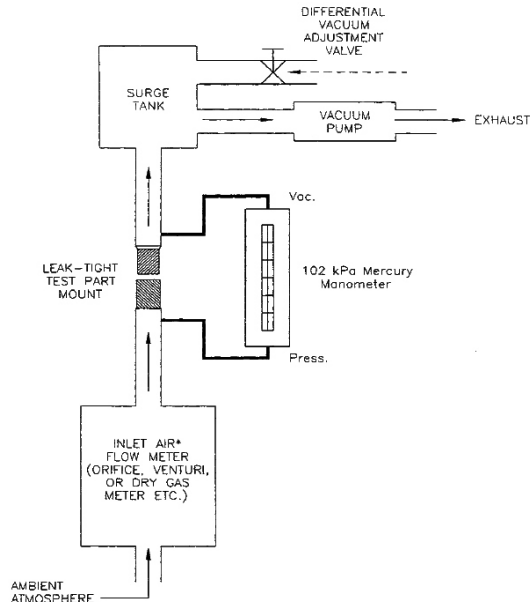 DIFFERENTIAL
VACUUM
ADJUSTMENT
VALVE
SURGE
TANK
VACUUM
PUMP
EXHAUST
Vac.
LEAK-TIGHT
TEST PART
MOUNT
102 kPa Mercury
Manometer
Press.
INLET AIR*
FLOW METER
(ORIFICE, VENTURI,
OR DRY GAS
METER ETC.)
AMBIENT
ATMOSPHERE